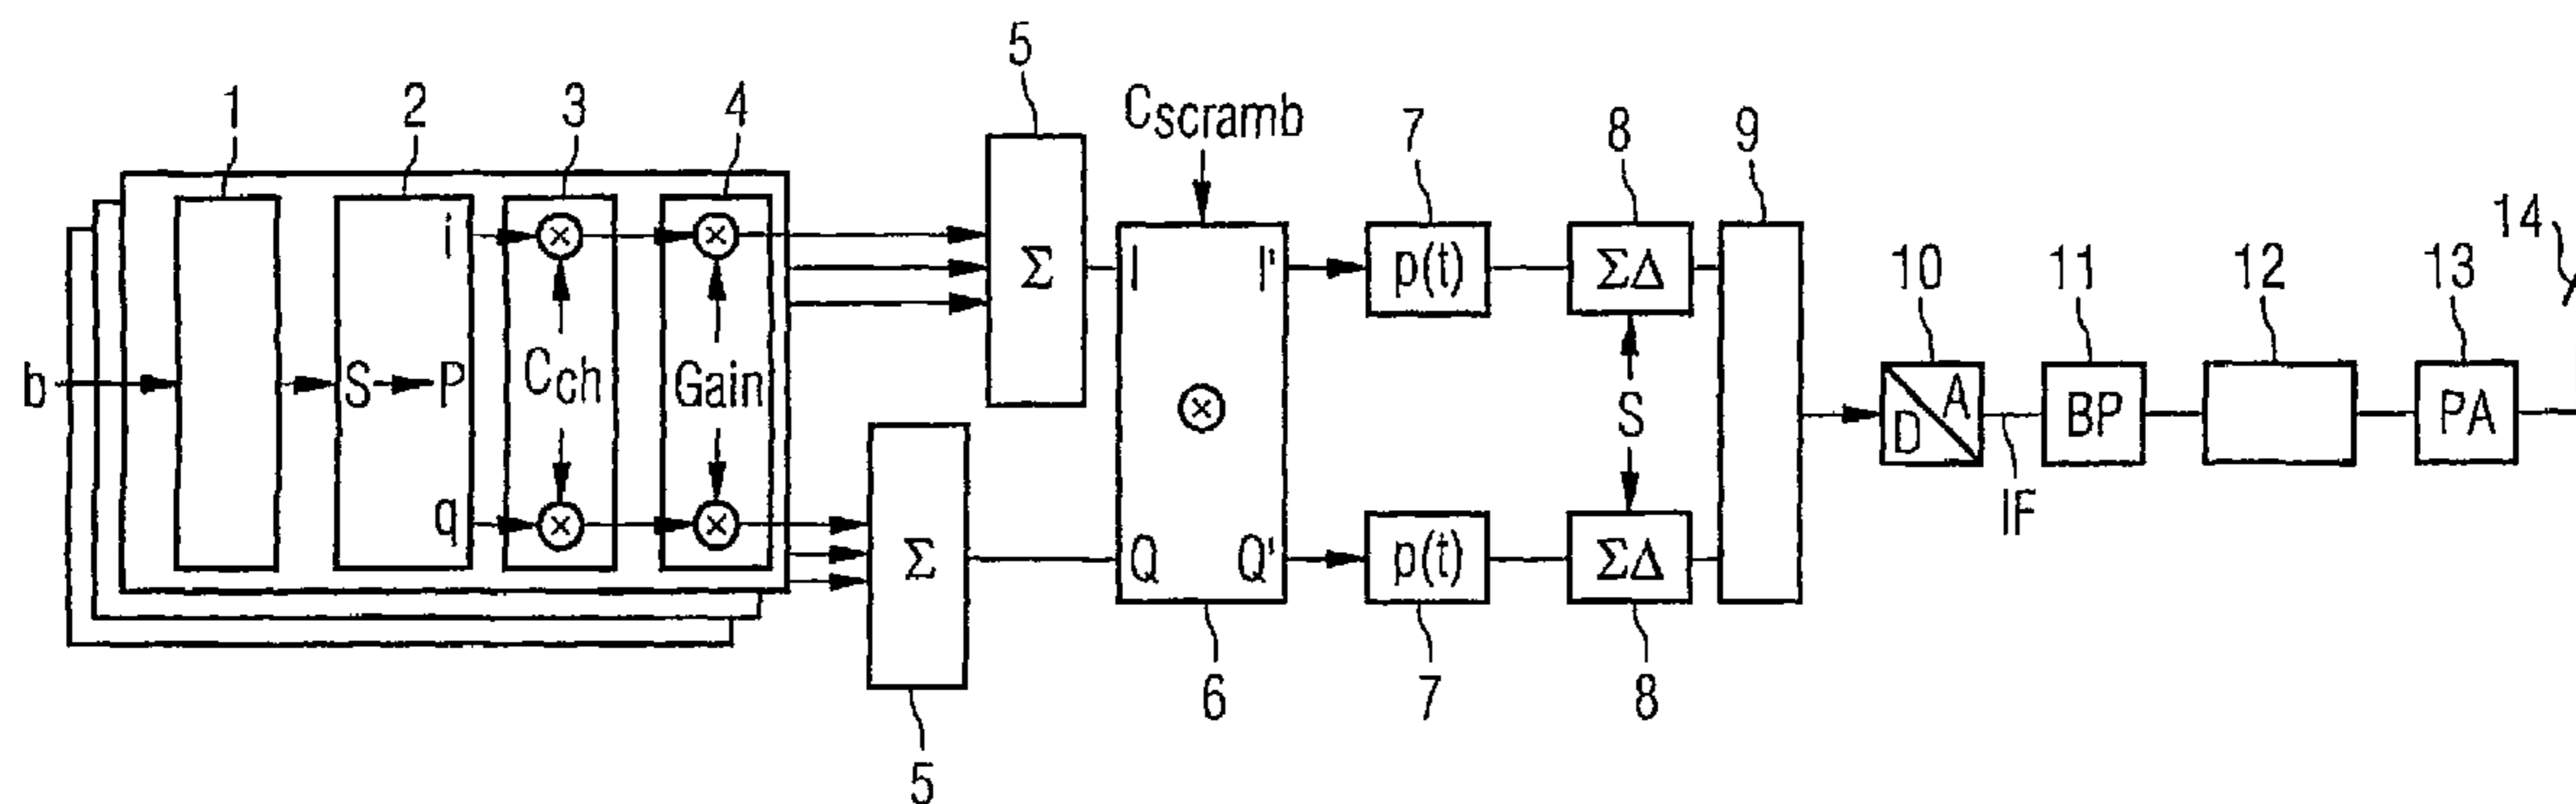 5
1 2 3 4 Cscramb 7 8 9
14
i Σ I I' p(t) ΣΔ 10 11 12 13
b S P Cch Gain ⊗ S D A BP PA
IF
q Σ Q Q' p(t) ΣΔ
6 7 8
5